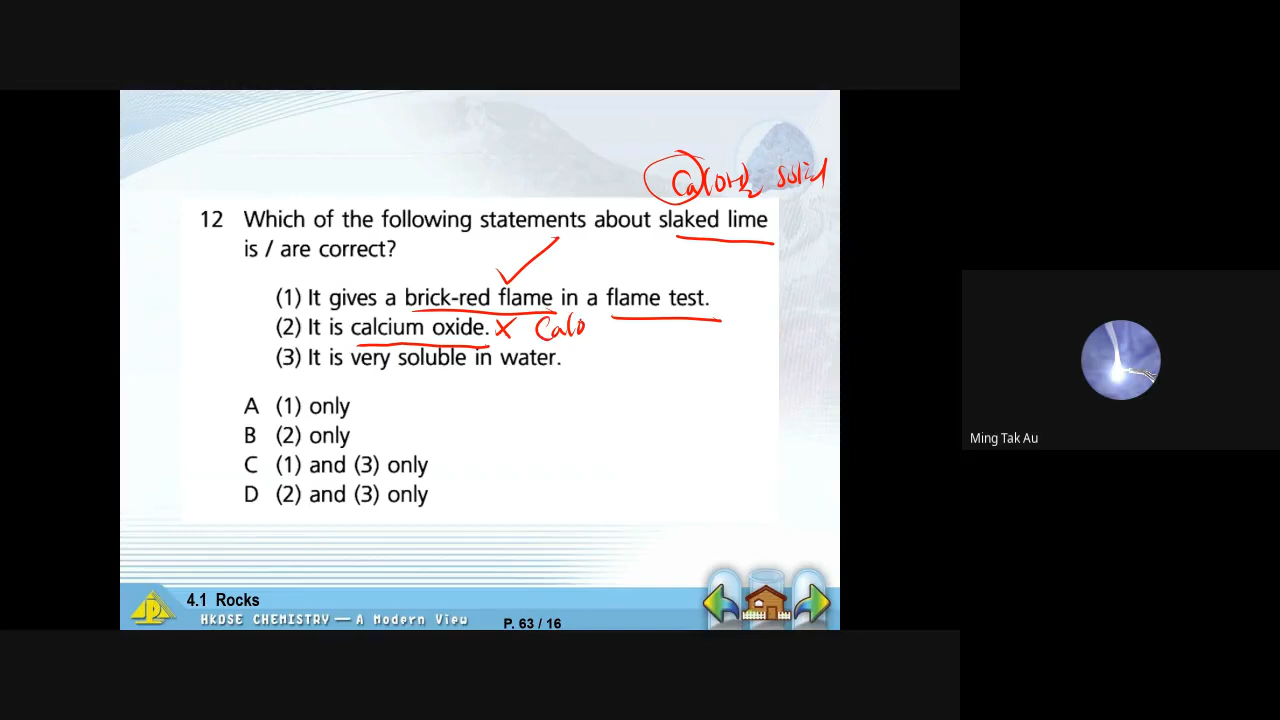 Ca(OH)2 solid
12 Which of the following statements about slaked lime
is / are correct?
(1) It gives a brick-red flame in a flame test.
(2) It is calcium oxide. X
(3) It is very soluble in water.
A (1) only
B (2) only
C (1) and (3) only
D (2) and (3) only
Ming Tak Au
4.1 Rocks
HKDSE CHEMISTRY — A Modern View
P. 63 / 16